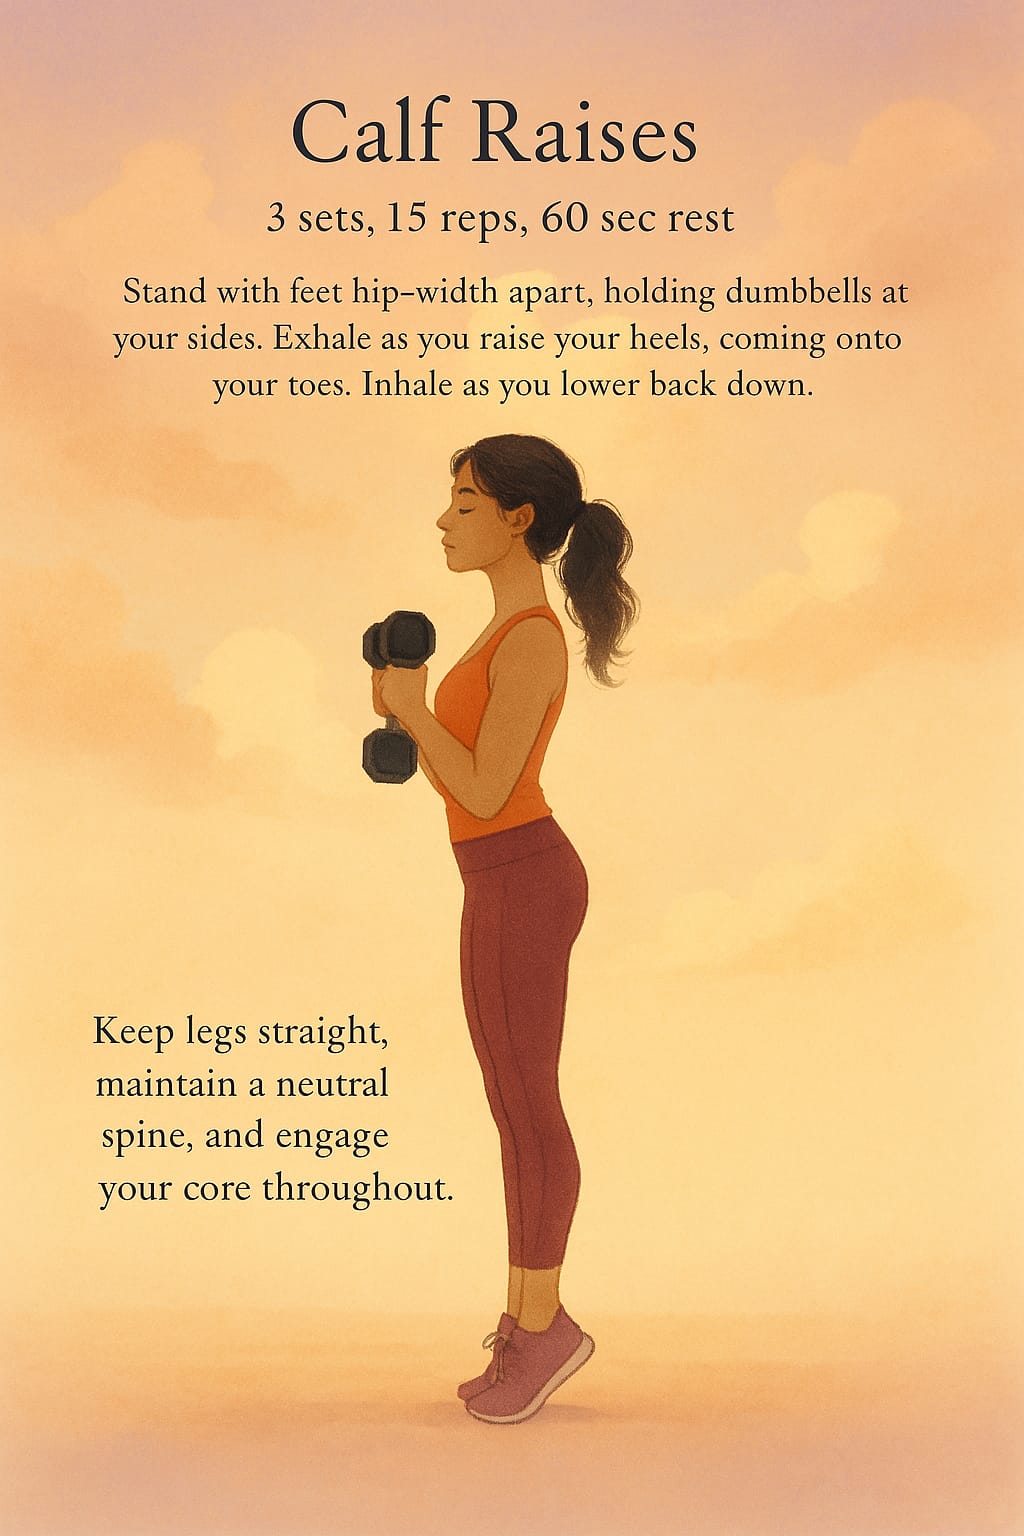 Calf Raises
3 sets, 15 reps, 60 sec rest
Stand with feet hip–width apart, holding dumbbells at
your sides. Exhale as you raise your heels, coming onto
your toes. Inhale as you lower back down.
Keep legs straight,
maintain a neutral
spine, and engage
your core throughout.